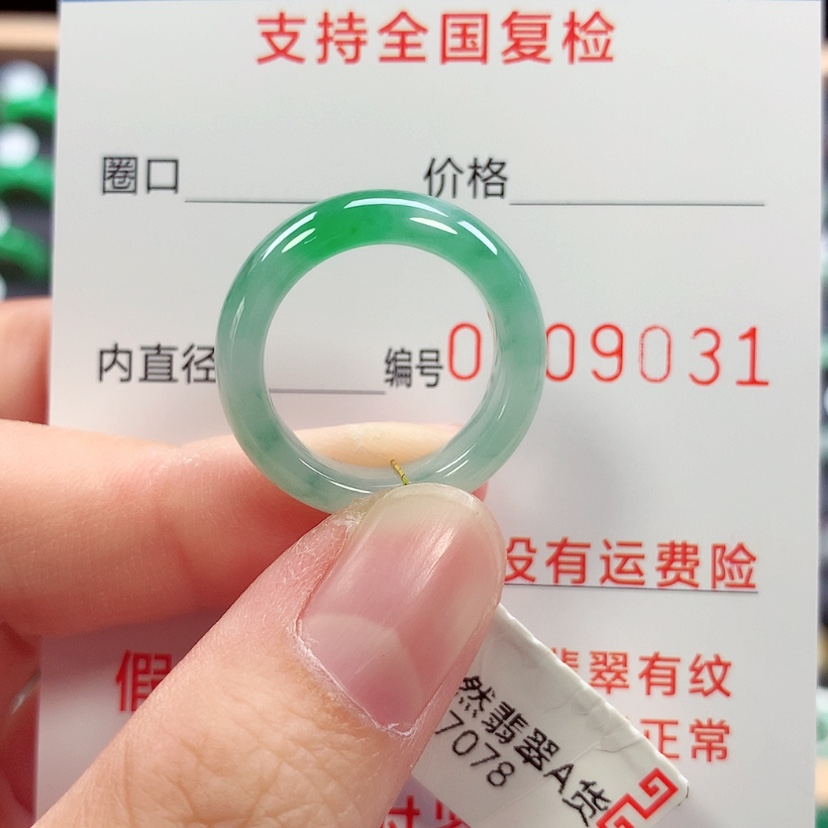 支持全国复检
圈口 价格
内直径 编号0 09031
没有运费险
假 翡翠有纹
正常
然翡翠A货
7078